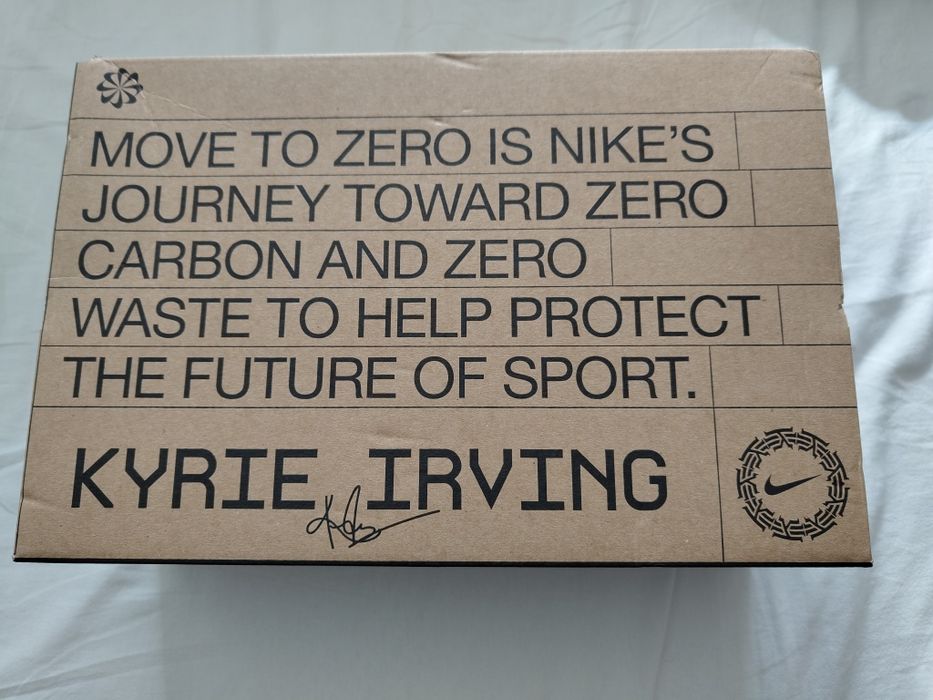 MOVE TO ZERO IS NIKE'S
JOURNEY TOWARD ZERO
CARBON AND ZERO
WASTE TO HELP PROTECT
THE FUTURE OF SPORT.
KYRIE IRVING